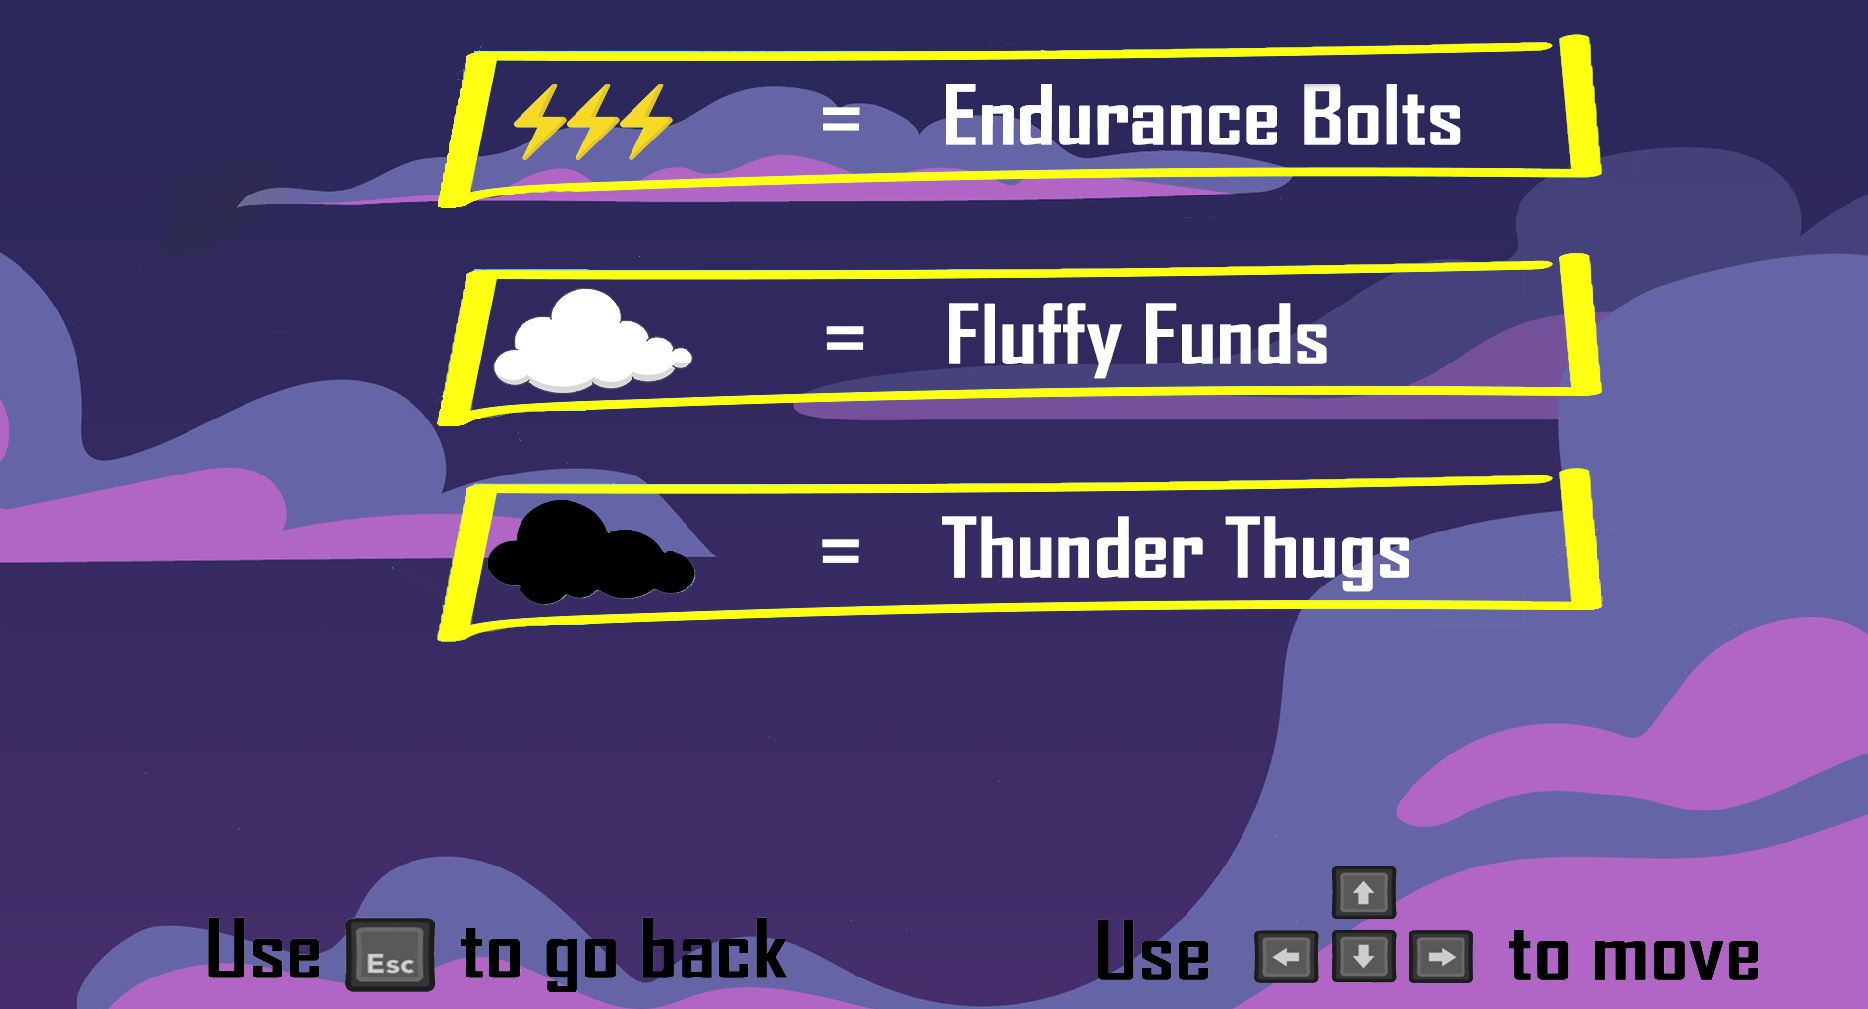 = Endurance Bolts
= Fluffy Funds
= Thunder Thugs
Use Esc to go back
Use ↑ ← ↓ → to move